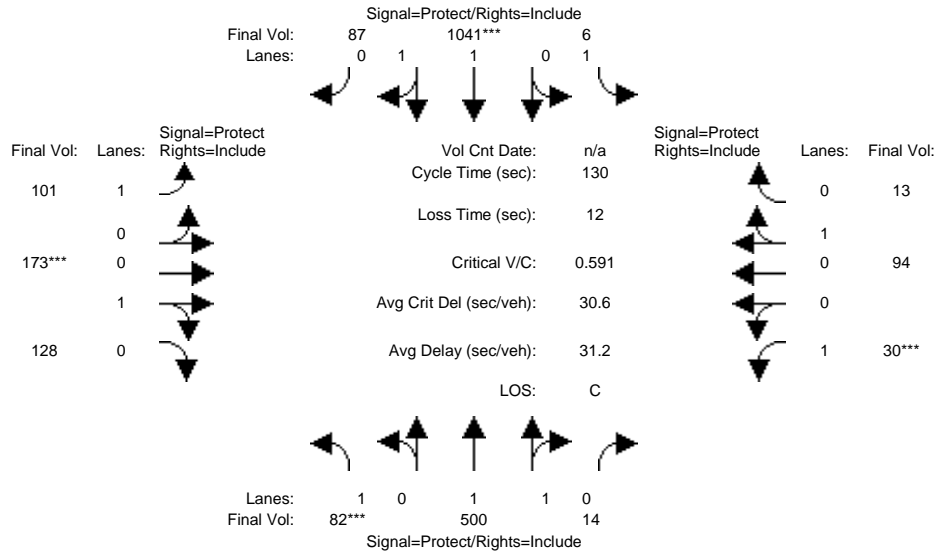 Signal=Protect/Rights=Include
Final Vol: 87 1041*** 6
Lanes: 0 1 1 0 1
Signal=Protect
Final Vol: Lanes: Rights=Include
Vol Cnt Date: n/a
Signal=Protect
Rights=Include Lanes: Final Vol:
Cycle Time (sec): 130
101 1
0 13
Loss Time (sec): 12
0
1
173*** 0
Critical V/C: 0.591
0 94
1
Avg Crit Del (sec/veh): 30.6
0
128 0
Avg Delay (sec/veh): 31.2
1 30***
LOS: C
Lanes: 1 0 1 1 0
Final Vol: 82*** 500 14
Signal=Protect/Rights=Include